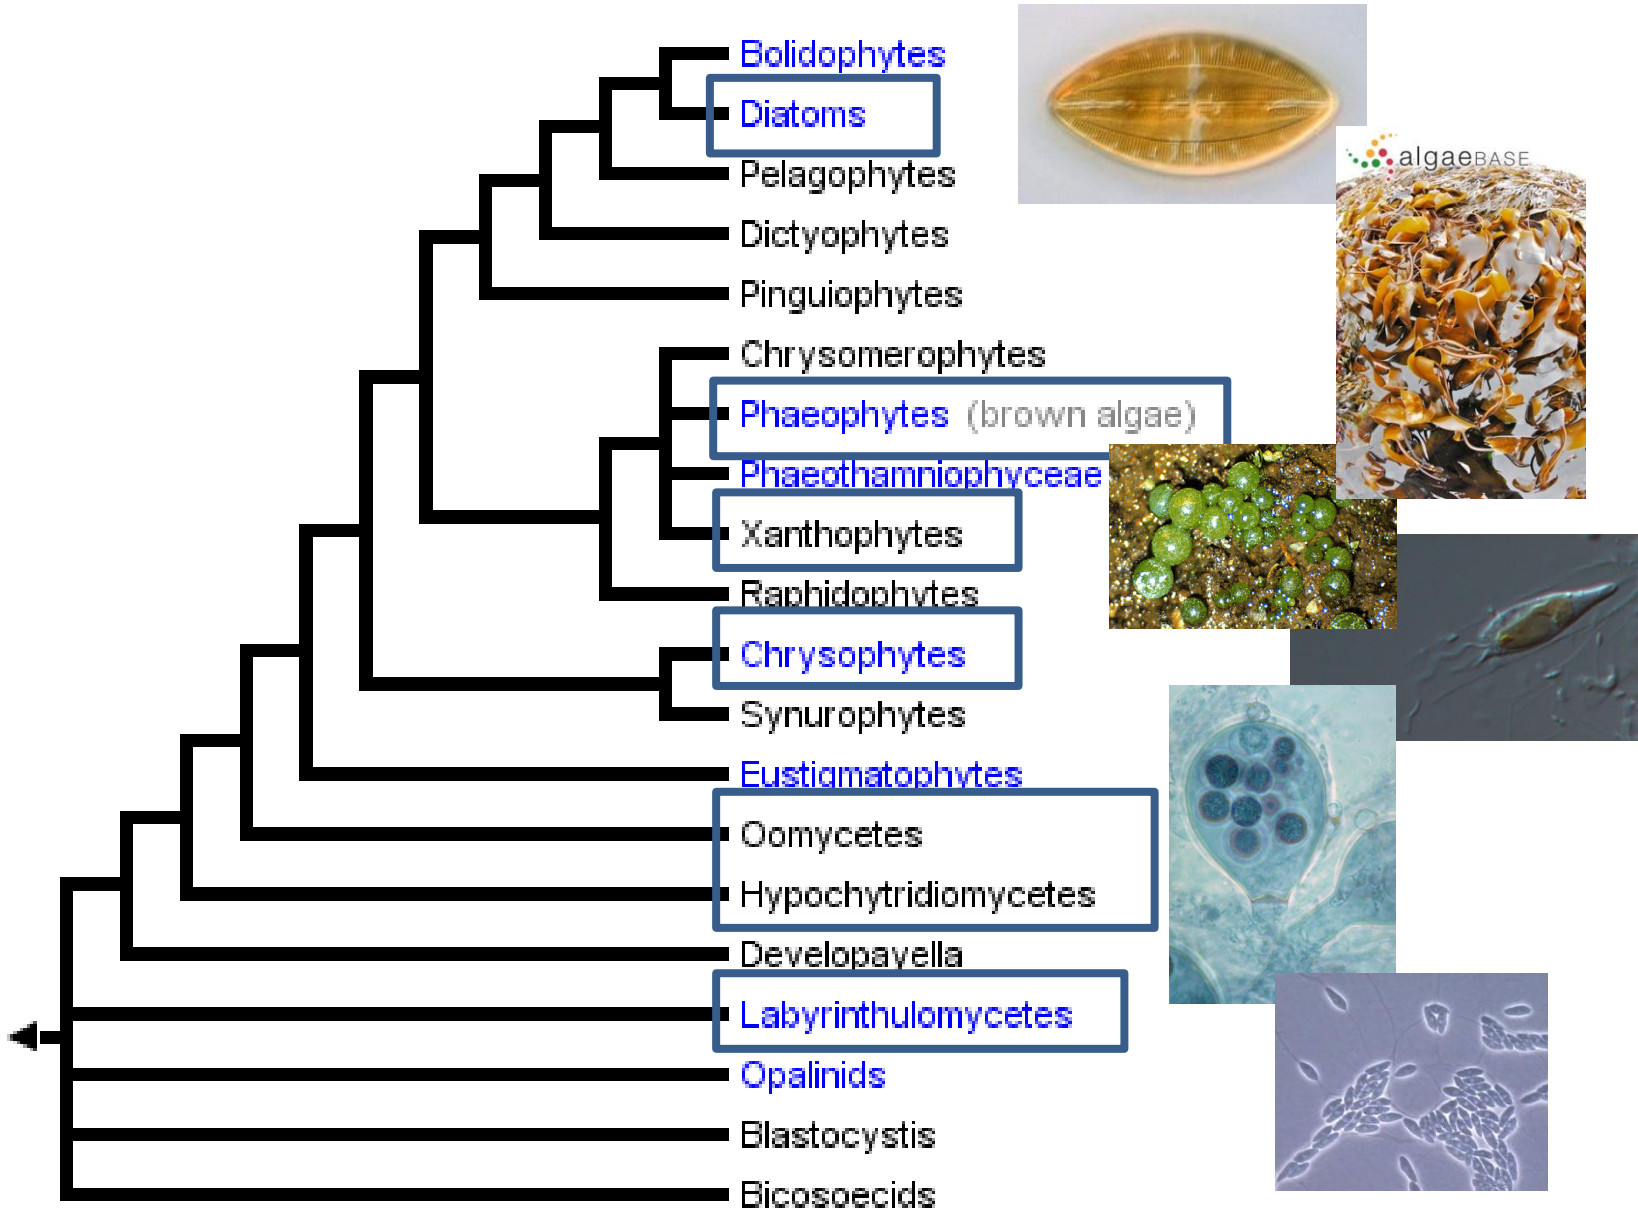 Bolidophytes
Diatoms
Pelagophytes
Dictyophytes
Pinguiophytes
Chrysomerophytes
Phaeophytes (brown algae)
Phaeothamniophyceae
Xanthophytes
Raphidophytes
Chrysophytes
Synurophytes
Eustigmatophytes
Oomycetes
Hypochytridiomycetes
Developayella
Labyrinthulomycetes
Opalinids
Blastocystis
Bicosoecids
algaeBASE